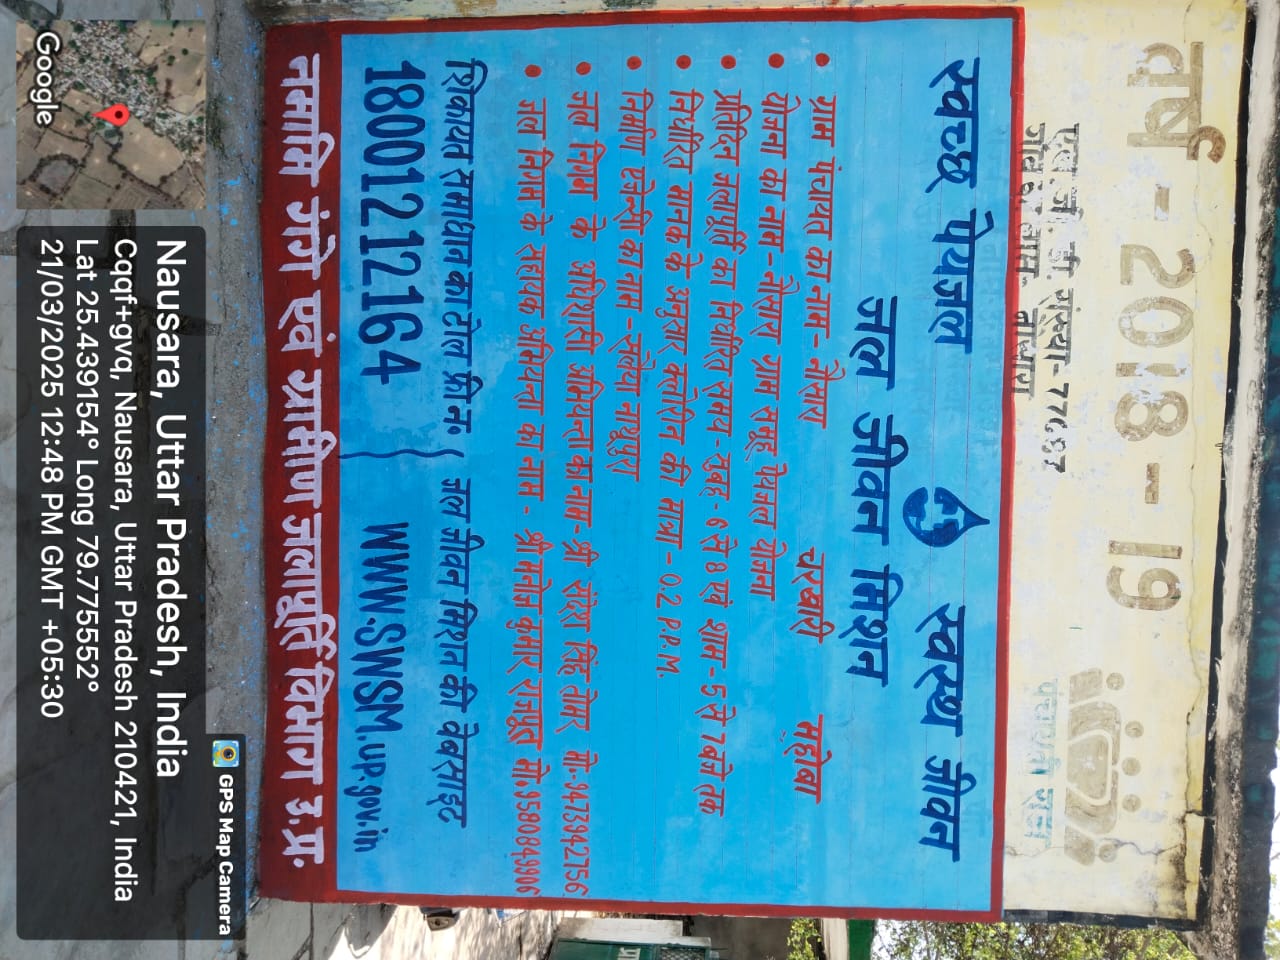 वर्ष - 2018 - 19
एल. जी. डी. संख्या-
स्वच्छ पेयजल स्वस्थ जीवन
जल जीवन मिशन
• ग्राम पंचायत का नाम- नौसारा चरखारी महोबा
• योजना का नाम- नौसारा ग्राम समूह पेयजल योजना
• प्रतिदिन जलापूर्ति का निर्धारित समय- सुबह- 6 से 8 एवं शाम- 5 से 7 बजे तक
• निर्धारित मानक के अनुसार क्लोरिन की मात्रा - 0.2 P.P.M.
• निर्माण एजेन्सी का नाम -
• जल निगम के अधिशासी अभियन्ता का नाम- श्री संदेश सिंह तोमर मो- 9473942756
• जल निगम के सहायक अभियन्ता का नाम - श्री मनोज कुमार राजपूत मो. 9580849906
शिकायत समाधान का टोल फ्री नं. जल जीवन मिशन की वेबसाइट
18001212164 WWW.SWSM.up.gov.in
नमामि गंगे एवं ग्रामीण जलापूर्ति विभाग उ.प्र.
GPS Map Camera
Google
Nausara, Uttar Pradesh, India
Cqqf+gvq, Nausara, Uttar Pradesh 210421, India
Lat 25.439154° Long 79.775552°
21/03/2025 12:48 PM GMT +05:30